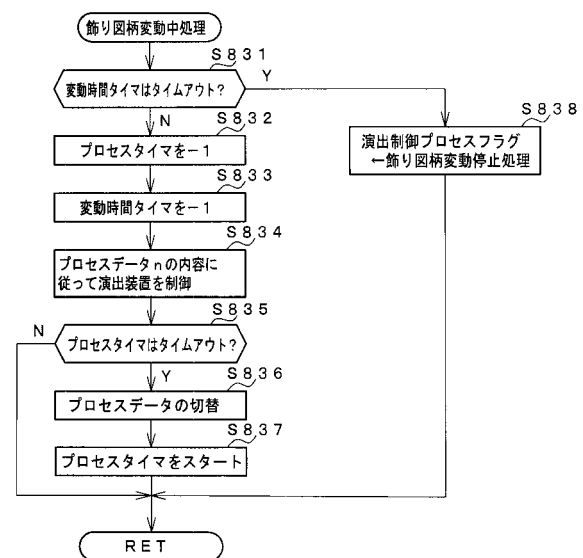 飾り図柄変動中処理
S831
変動時間タイマはタイムアウト?
Y
N
S832
プロセスタイマを－1
S833
変動時間タイマを－1
S834
プロセスデータnの内容に
従って演出装置を制御
S835
プロセスタイマはタイムアウト?
N
Y
S836
プロセスデータの切替
S837
プロセスタイマをスタート
S838
演出制御プロセスフラグ
←飾り図柄変動停止処理
RET